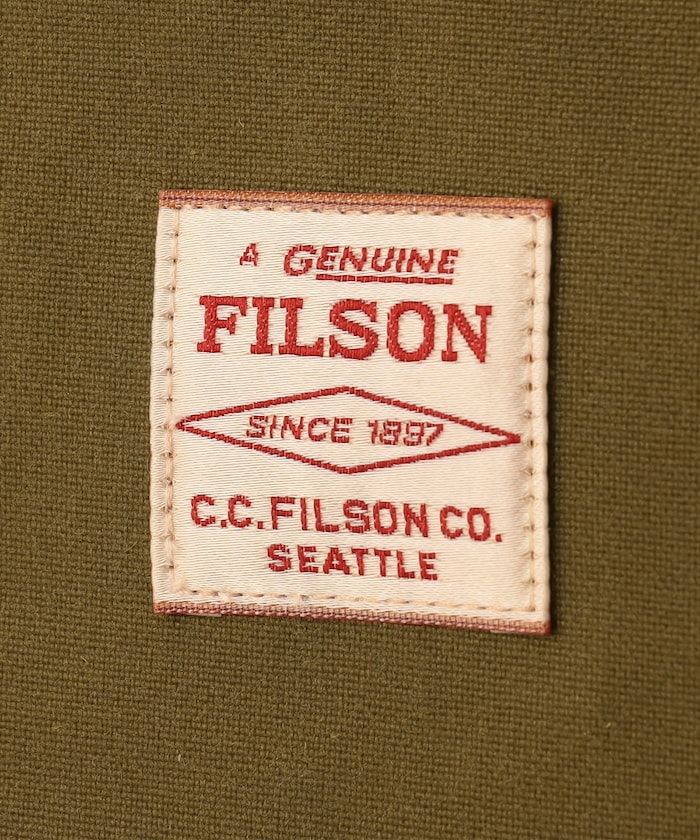 A GENUINE
FILSON
SINCE 1897
C.C. FILSON CO.
SEATTLE